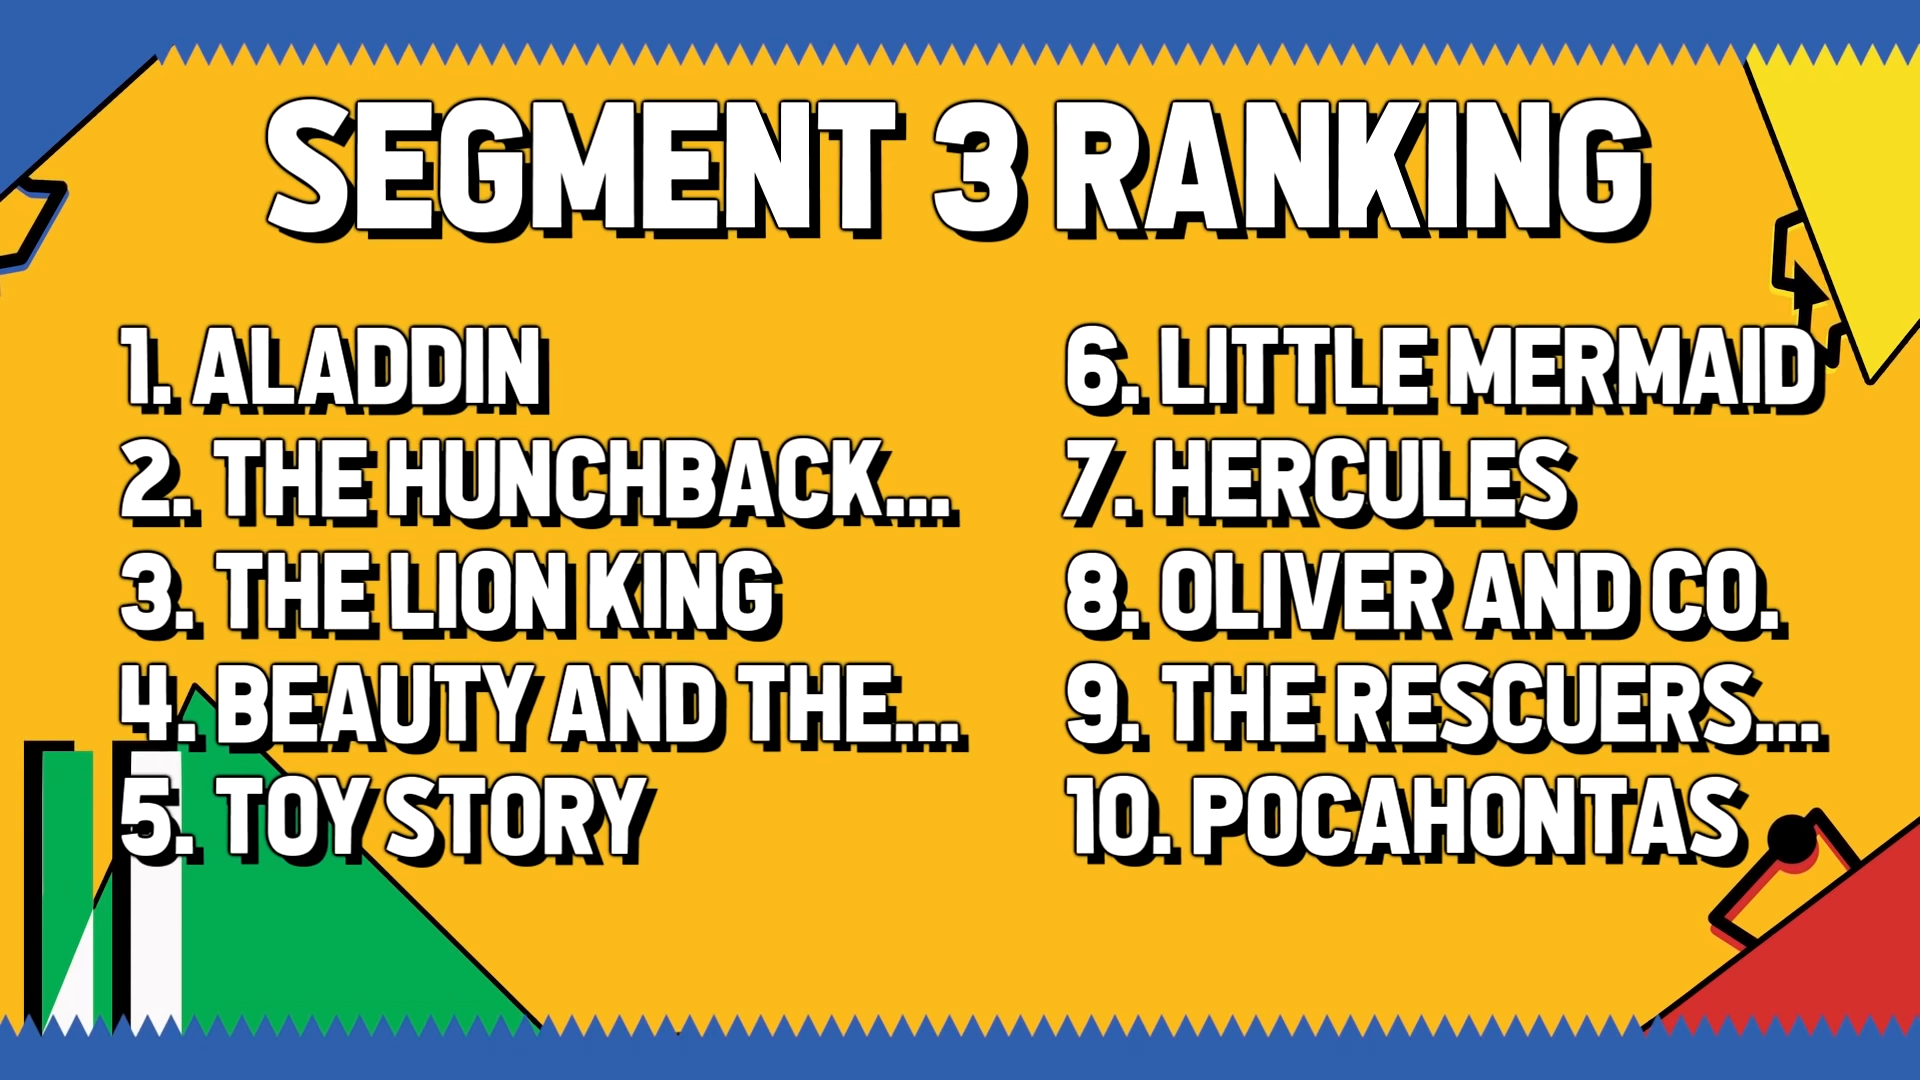 SEGMENT 3 RANKING
1. ALADDIN
2. THE HUNCHBACK...
3. THE LION KING
4. BEAUTY AND THE...
5. TOY STORY
6. LITTLE MERMAID
7. HERCULES
8. OLIVER AND CO.
9. THE RESCUERS...
10. POCAHONTAS